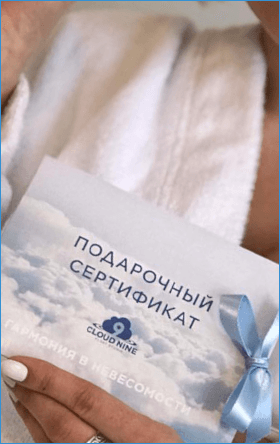 ПОДАРОЧНЫЙ
СЕРТИФИКАТ
9
CLOUD NINE
ГАРМОНИЯ В НЕВЕСОМОСТИ